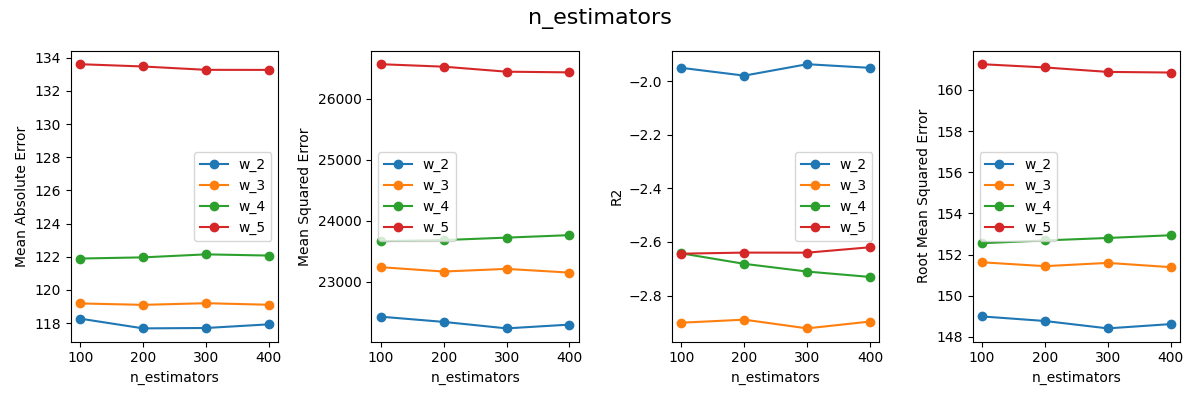 n_estimators
Mean Absolute Error
134
132
130
128
126
124
122
120
118
100 200 300 400
n_estimators
w_2
w_3
w_4
w_5
Mean Squared Error
26000
25000
24000
23000
100 200 300 400
n_estimators
w_2
w_3
w_4
w_5
R2
−2.0
−2.2
−2.4
−2.6
−2.8
100 200 300 400
n_estimators
w_2
w_3
w_4
w_5
Root Mean Squared Error
160
158
156
154
152
150
148
100 200 300 400
n_estimators
w_2
w_3
w_4
w_5